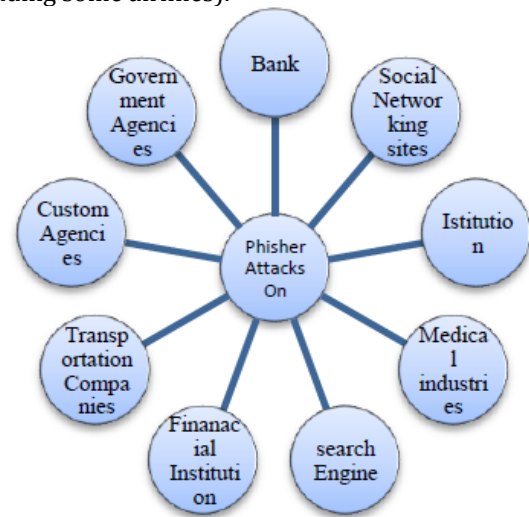 Bank
Social
Networ
king
sites
Istitutio
n
Medica
l
industri
es
search
Engine
Finanac
ial
Instituti
on
Transp
ortation
Compa
nies
Custom
Agenci
es
Govern
ment
Agenci
es
Phisher
Attacks
On